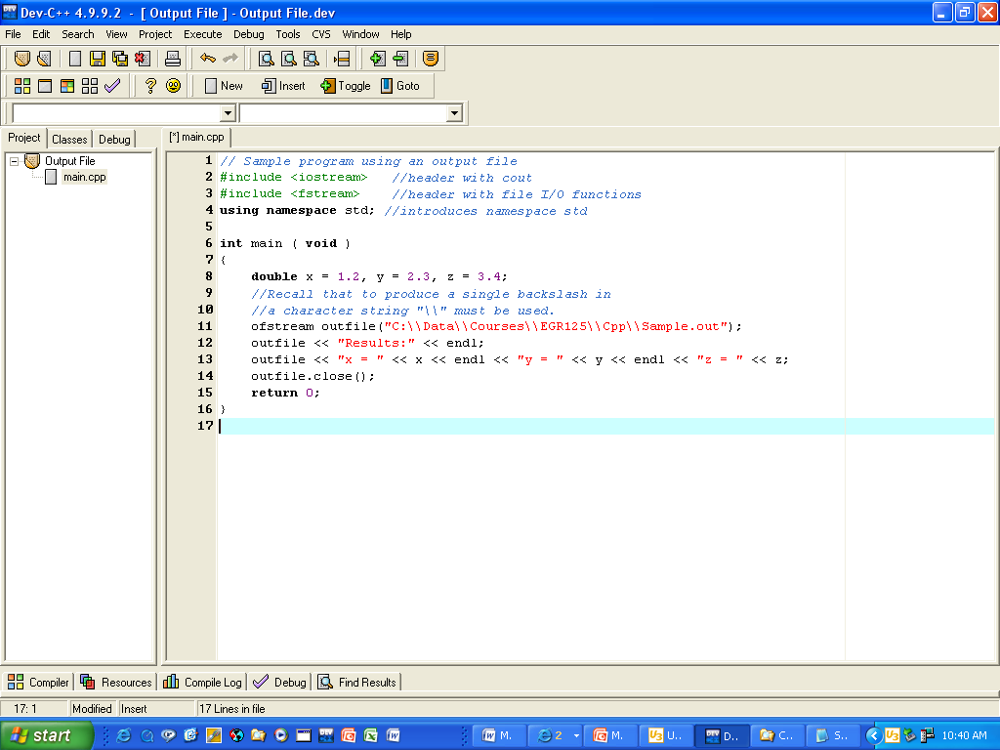 Dev-C++ 4.9.9.2 - [ Output File ] - Output File.dev
File Edit Search View Project Execute Debug Tools CVS Window Help
New Insert Toggle Goto
Project Classes Debug
[*] main.cpp
Output File
main.cpp
1 // Sample program using an output file
2 #include <iostream> //header with cout
3 #include <fstream> //header with file I/O functions
4 using namespace std; //introduces namespace std
5
6 int main ( void )
7 {
8 double x = 1.2, y = 2.3, z = 3.4;
9 //Recall that to produce a single backslash in
10 //a character string "\\" must be used.
11 ofstream outfile("C:\\Data\\Courses\\EGR125\\Cpp\\Sample.out");
12 outfile << "Results:" << endl;
13 outfile << "x = " << x << endl << "y = " << y << endl << "z = " << z;
14 outfile.close();
15 return 0;
16 }
17
Compiler Resources Compile Log Debug Find Results
17: 1 Modified Insert 17 Lines in file
start M. 2 M. U.. D.. C.. S.. 10:40 AM